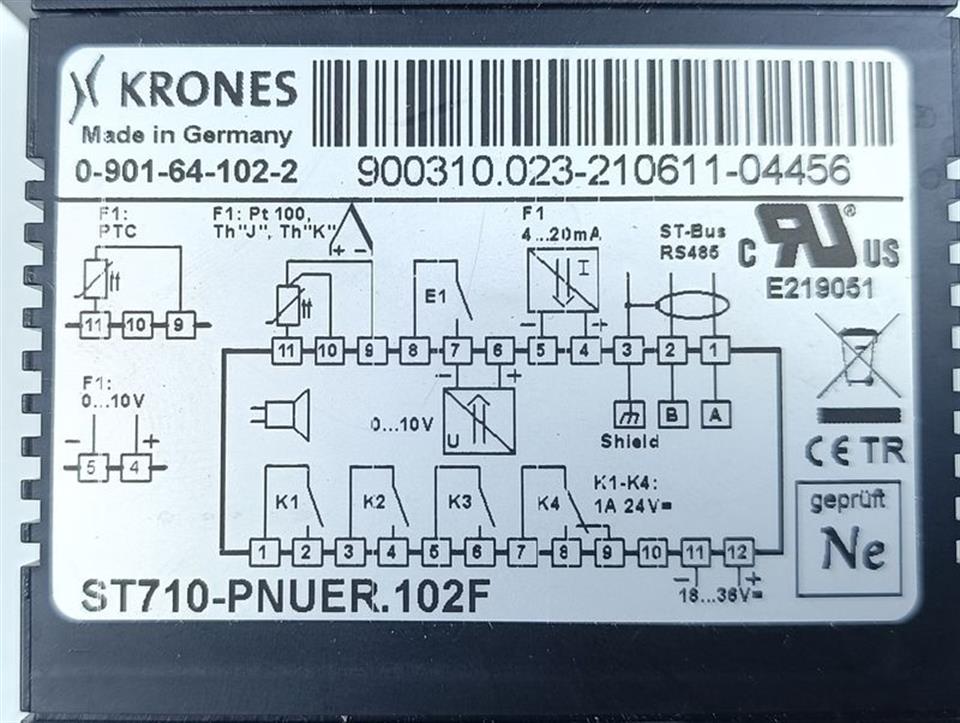 KRONES
Made in Germany
0-901-64-102-2
900310.023-210611-04456
F1:
PTC
11 10 9
F1: Pt 100,
Th"J", Th"K"
+ −
E1
F1
4...20mA
I
− +
ST-Bus
RS485
C RU ® US
E219051
11 10 9 8 7 6 5 4 3 2 1
F1:
0...10V
− +
5 4
− +
0...10V
U
B A
Shield
K1 K2 K3 K4
K1-K4:
1A 24V=
1 2 3 4 5 6 7 8 9 10 11 12
− +
18...36V=
CE TR
geprüft
Ne
ST710-PNUER.102F